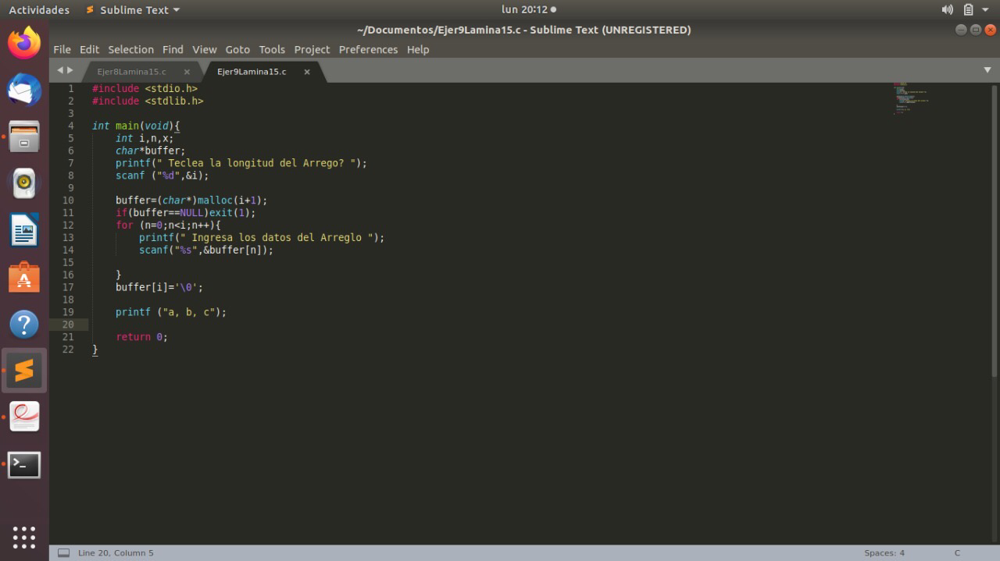 Actividades Sublime Text lun 20:12
~/Documentos/Ejer9Lamina15.c - Sublime Text (UNREGISTERED)
File Edit Selection Find View Goto Tools Project Preferences Help
Ejer8Lamina15.c × Ejer9Lamina15.c ×
1 #include <stdio.h>
2 #include <stdlib.h>
3
4 int main(void){
5 int i,n,x;
6 char*buffer;
7 printf(" Teclea la longitud del Arrego? ");
8 scanf ("%d",&i);
9
10 buffer=(char*)malloc(i+1);
11 if(buffer==NULL)exit(1);
12 for (n=0;n<i;n++){
13 printf(" Ingresa los datos del Arreglo ");
14 scanf("%s",&buffer[n]);
15
16 }
17 buffer[i]='\0';
18
19 printf ("a, b, c");
20
21 return 0;
22 }
Line 20, Column 5 Spaces: 4 C